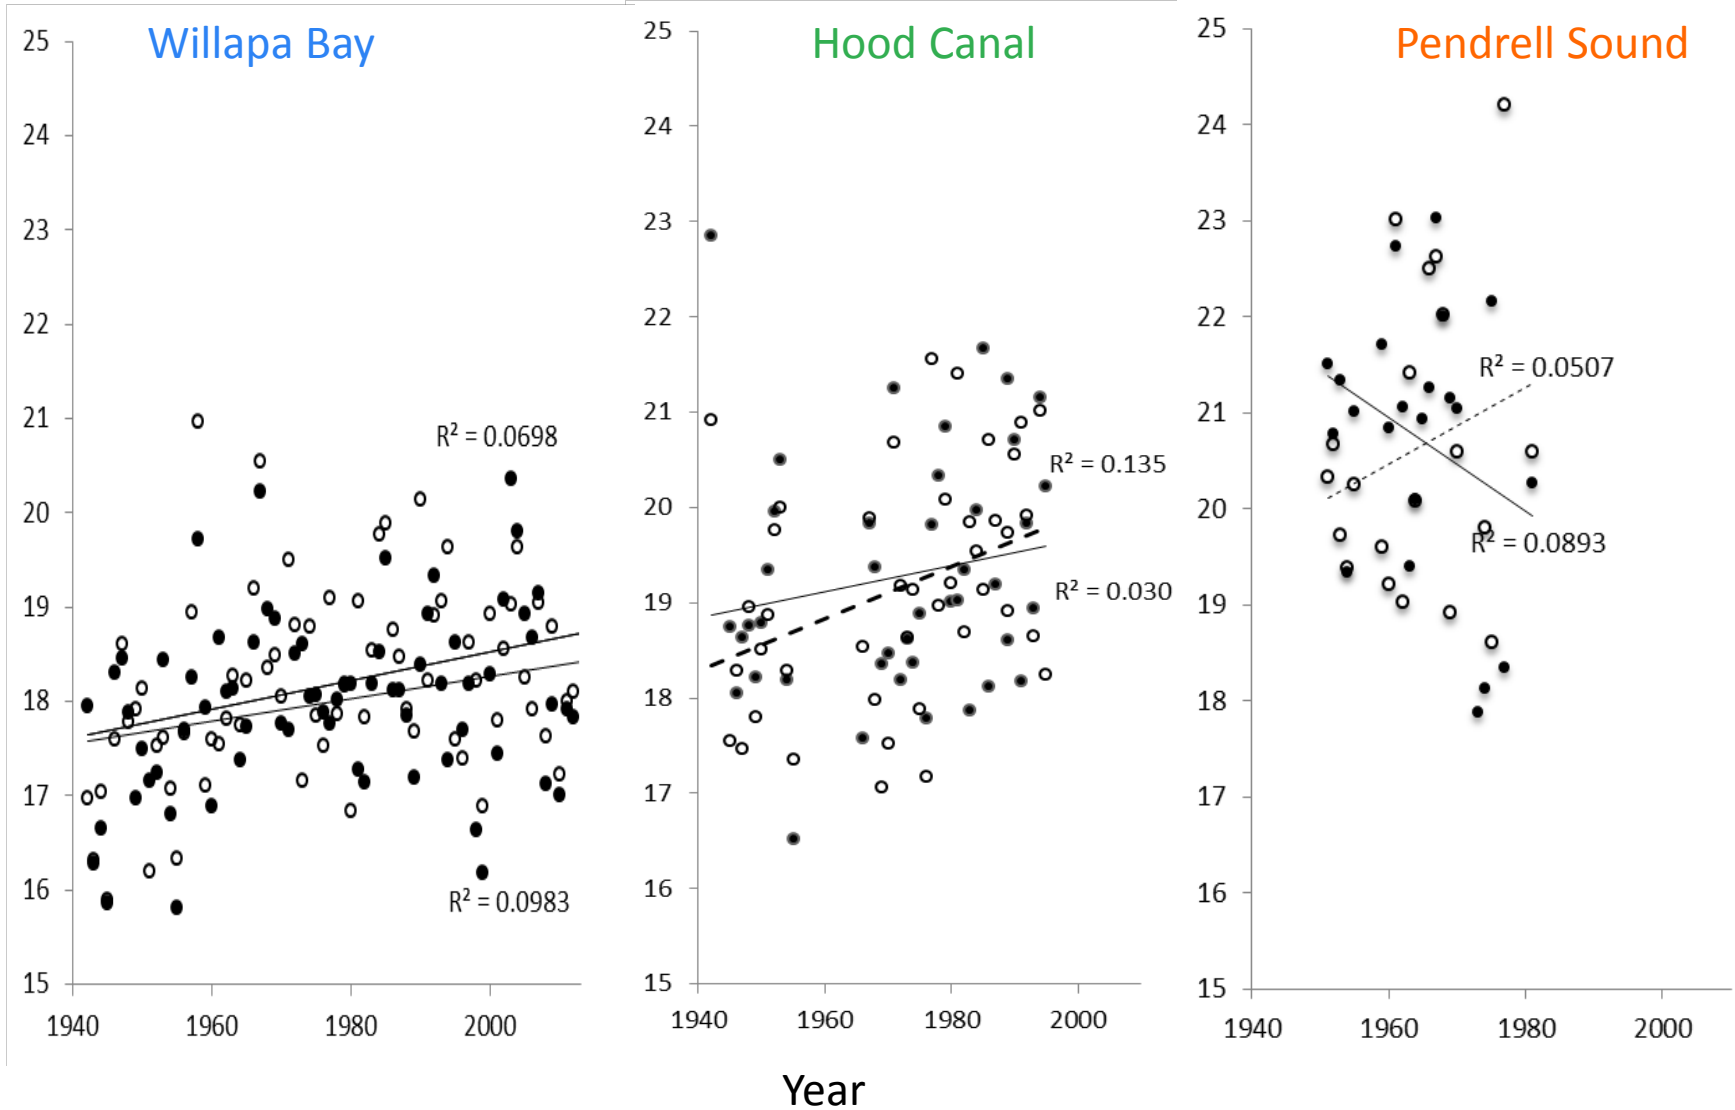 Willapa Bay
25
24
23
22
21
20
19
18
17
16
15
1940 1960 1980 2000
R² = 0.0698
R² = 0.0983
Hood Canal
25
24
23
22
21
20
19
18
17
16
15
1940 1960 1980 2000
R² = 0.135
R² = 0.030
Pendrell Sound
25
24
23
22
21
20
19
18
17
16
15
1940 1960 1980 2000
R² = 0.0507
R² = 0.0893
Year